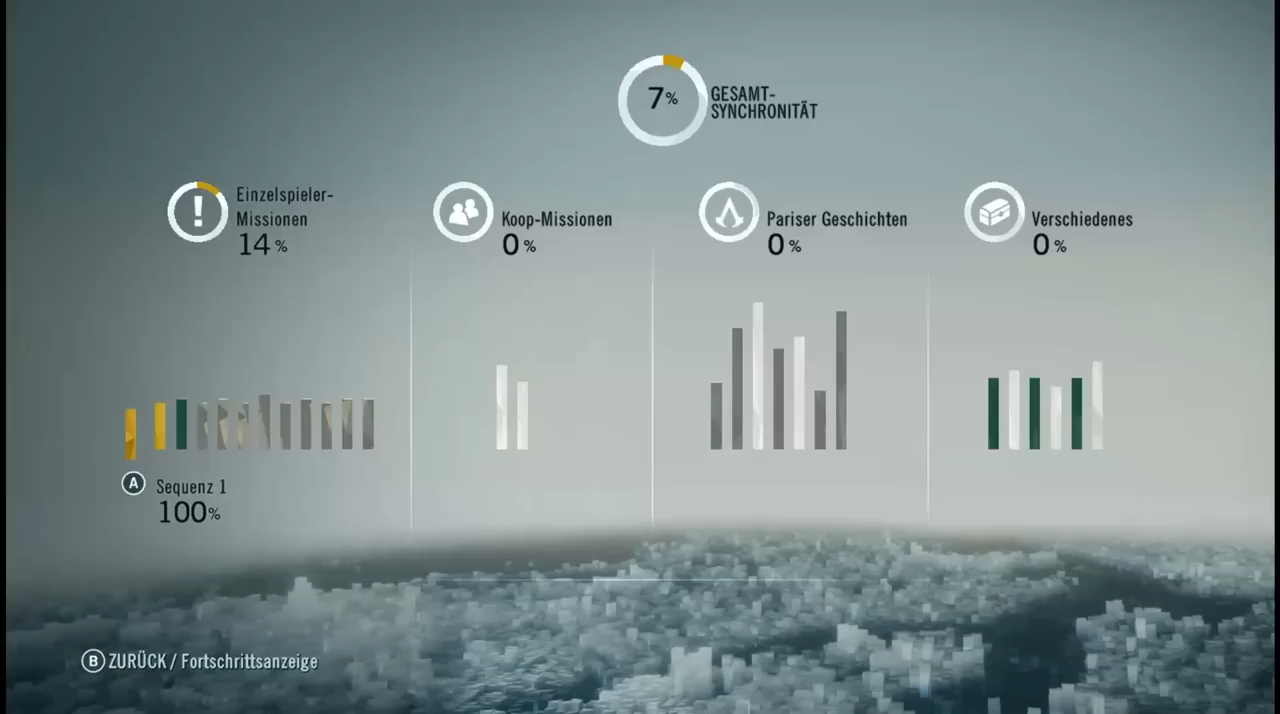 7%
GESAMT-
SYNCHRONITÄT
Einzelspieler-
Missionen
14 %
Koop-Missionen
0 %
Pariser Geschichten
0 %
Verschiedenes
0 %
A Sequenz 1
100%
B ZURÜCK / Fortschrittsanzeige